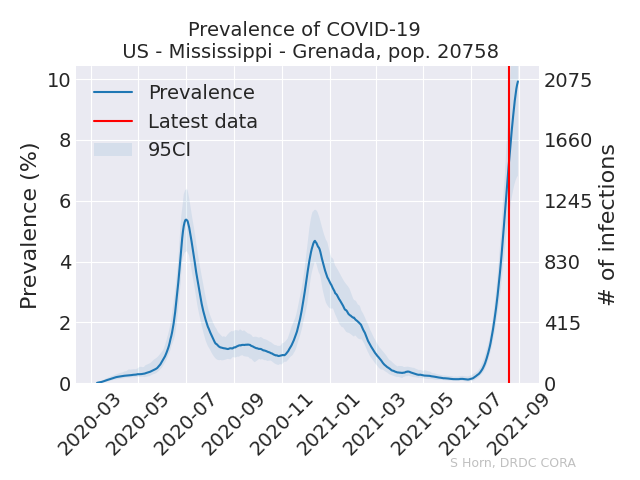 Prevalence of COVID-19
US - Mississippi - Grenada, pop. 20758
Prevalence
Latest data
95CI
Prevalence (%)
10
8
6
4
2
0
2075
1660
1245
830
415
0
# of infections
2020-03
2020-05
2020-07
2020-09
2020-11
2021-01
2021-03
2021-05
2021-07
2021-09
S Horn, DRDC CORA